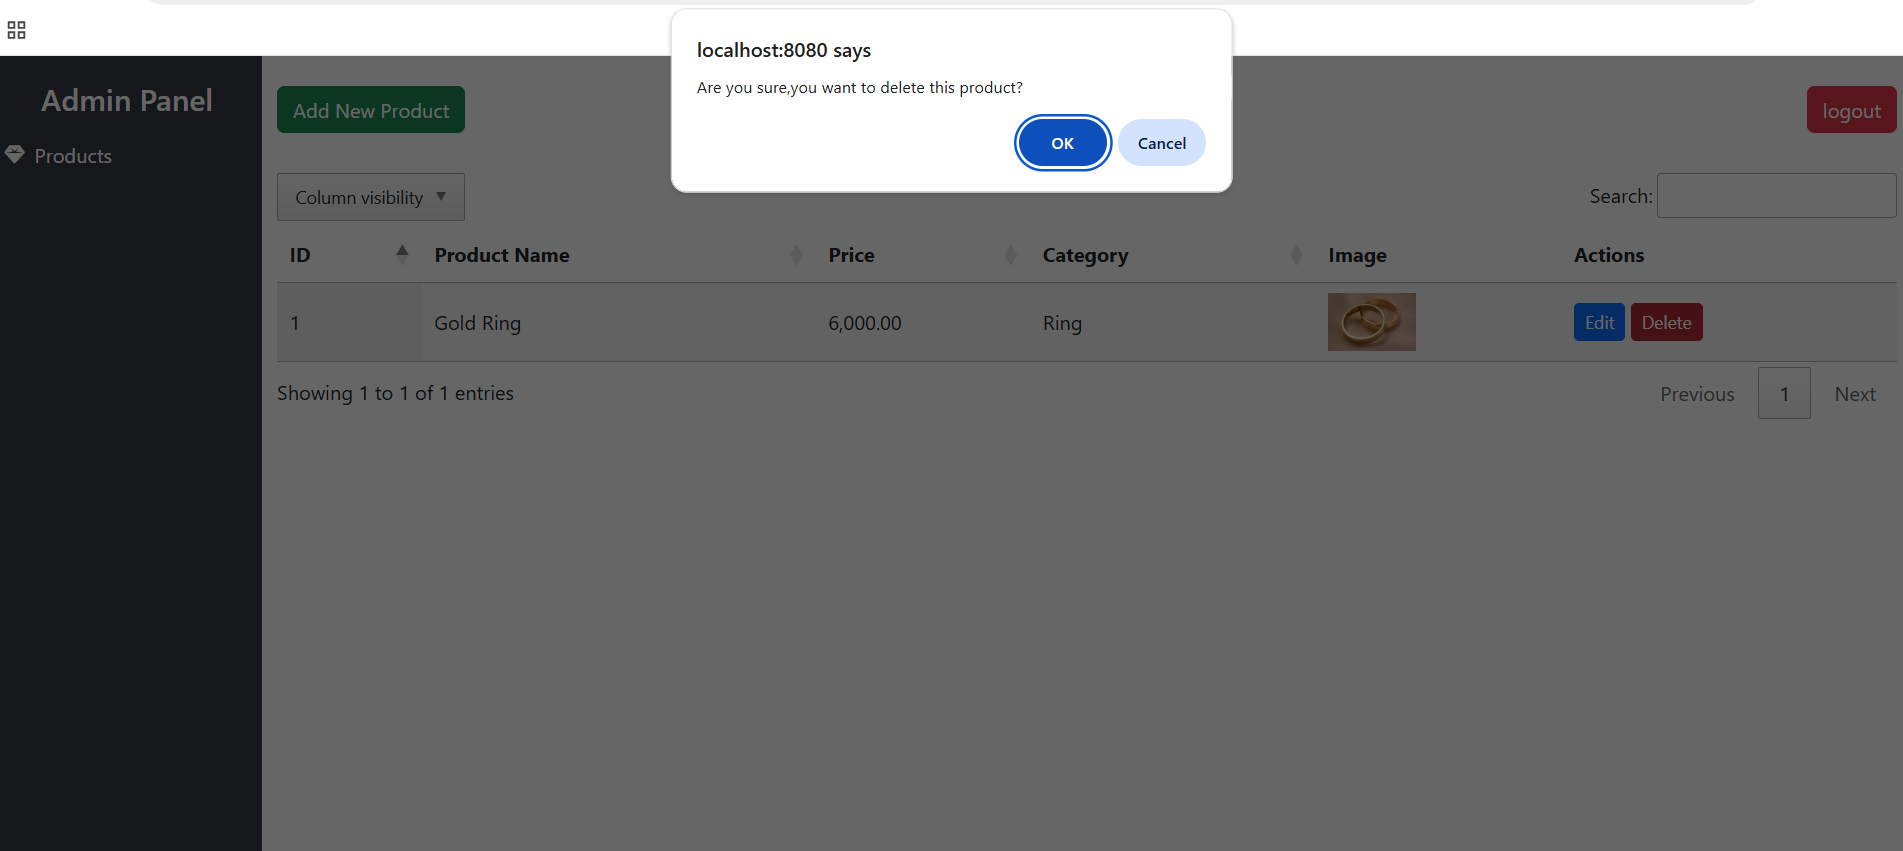 localhost:8080 says
Are you sure,you want to delete this product?
OK Cancel
Admin Panel
Products
Add New Product
logout
Column visibility
Search:
ID Product Name Price Category Image Actions
1 Gold Ring 6,000.00 Ring Edit Delete
Showing 1 to 1 of 1 entries
Previous 1 Next